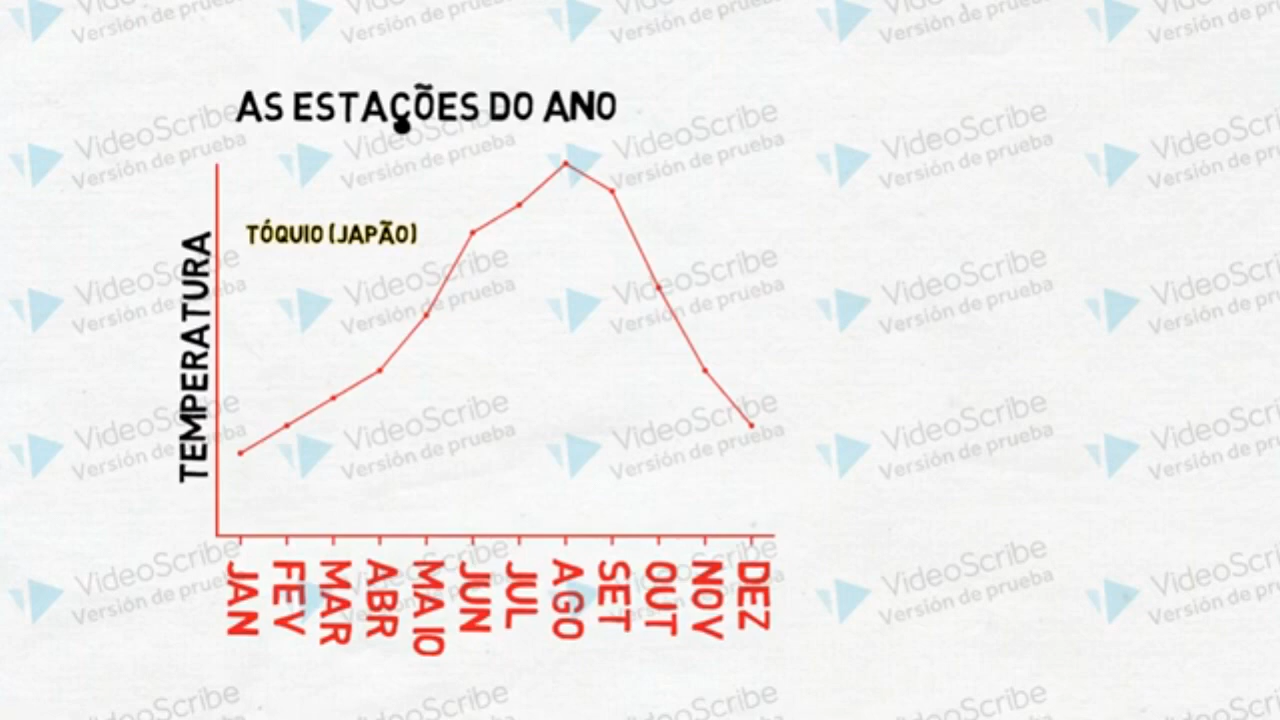 AS ESTAÇÕES DO ANO
TÓQUIO (JAPÃO)
TEMPERATURA
JAN
FEV
MAR
ABR
MAIO
JUN
JUL
AGO
SET
OUT
NOV
DEZ
VideoScribe
Versión de prueba